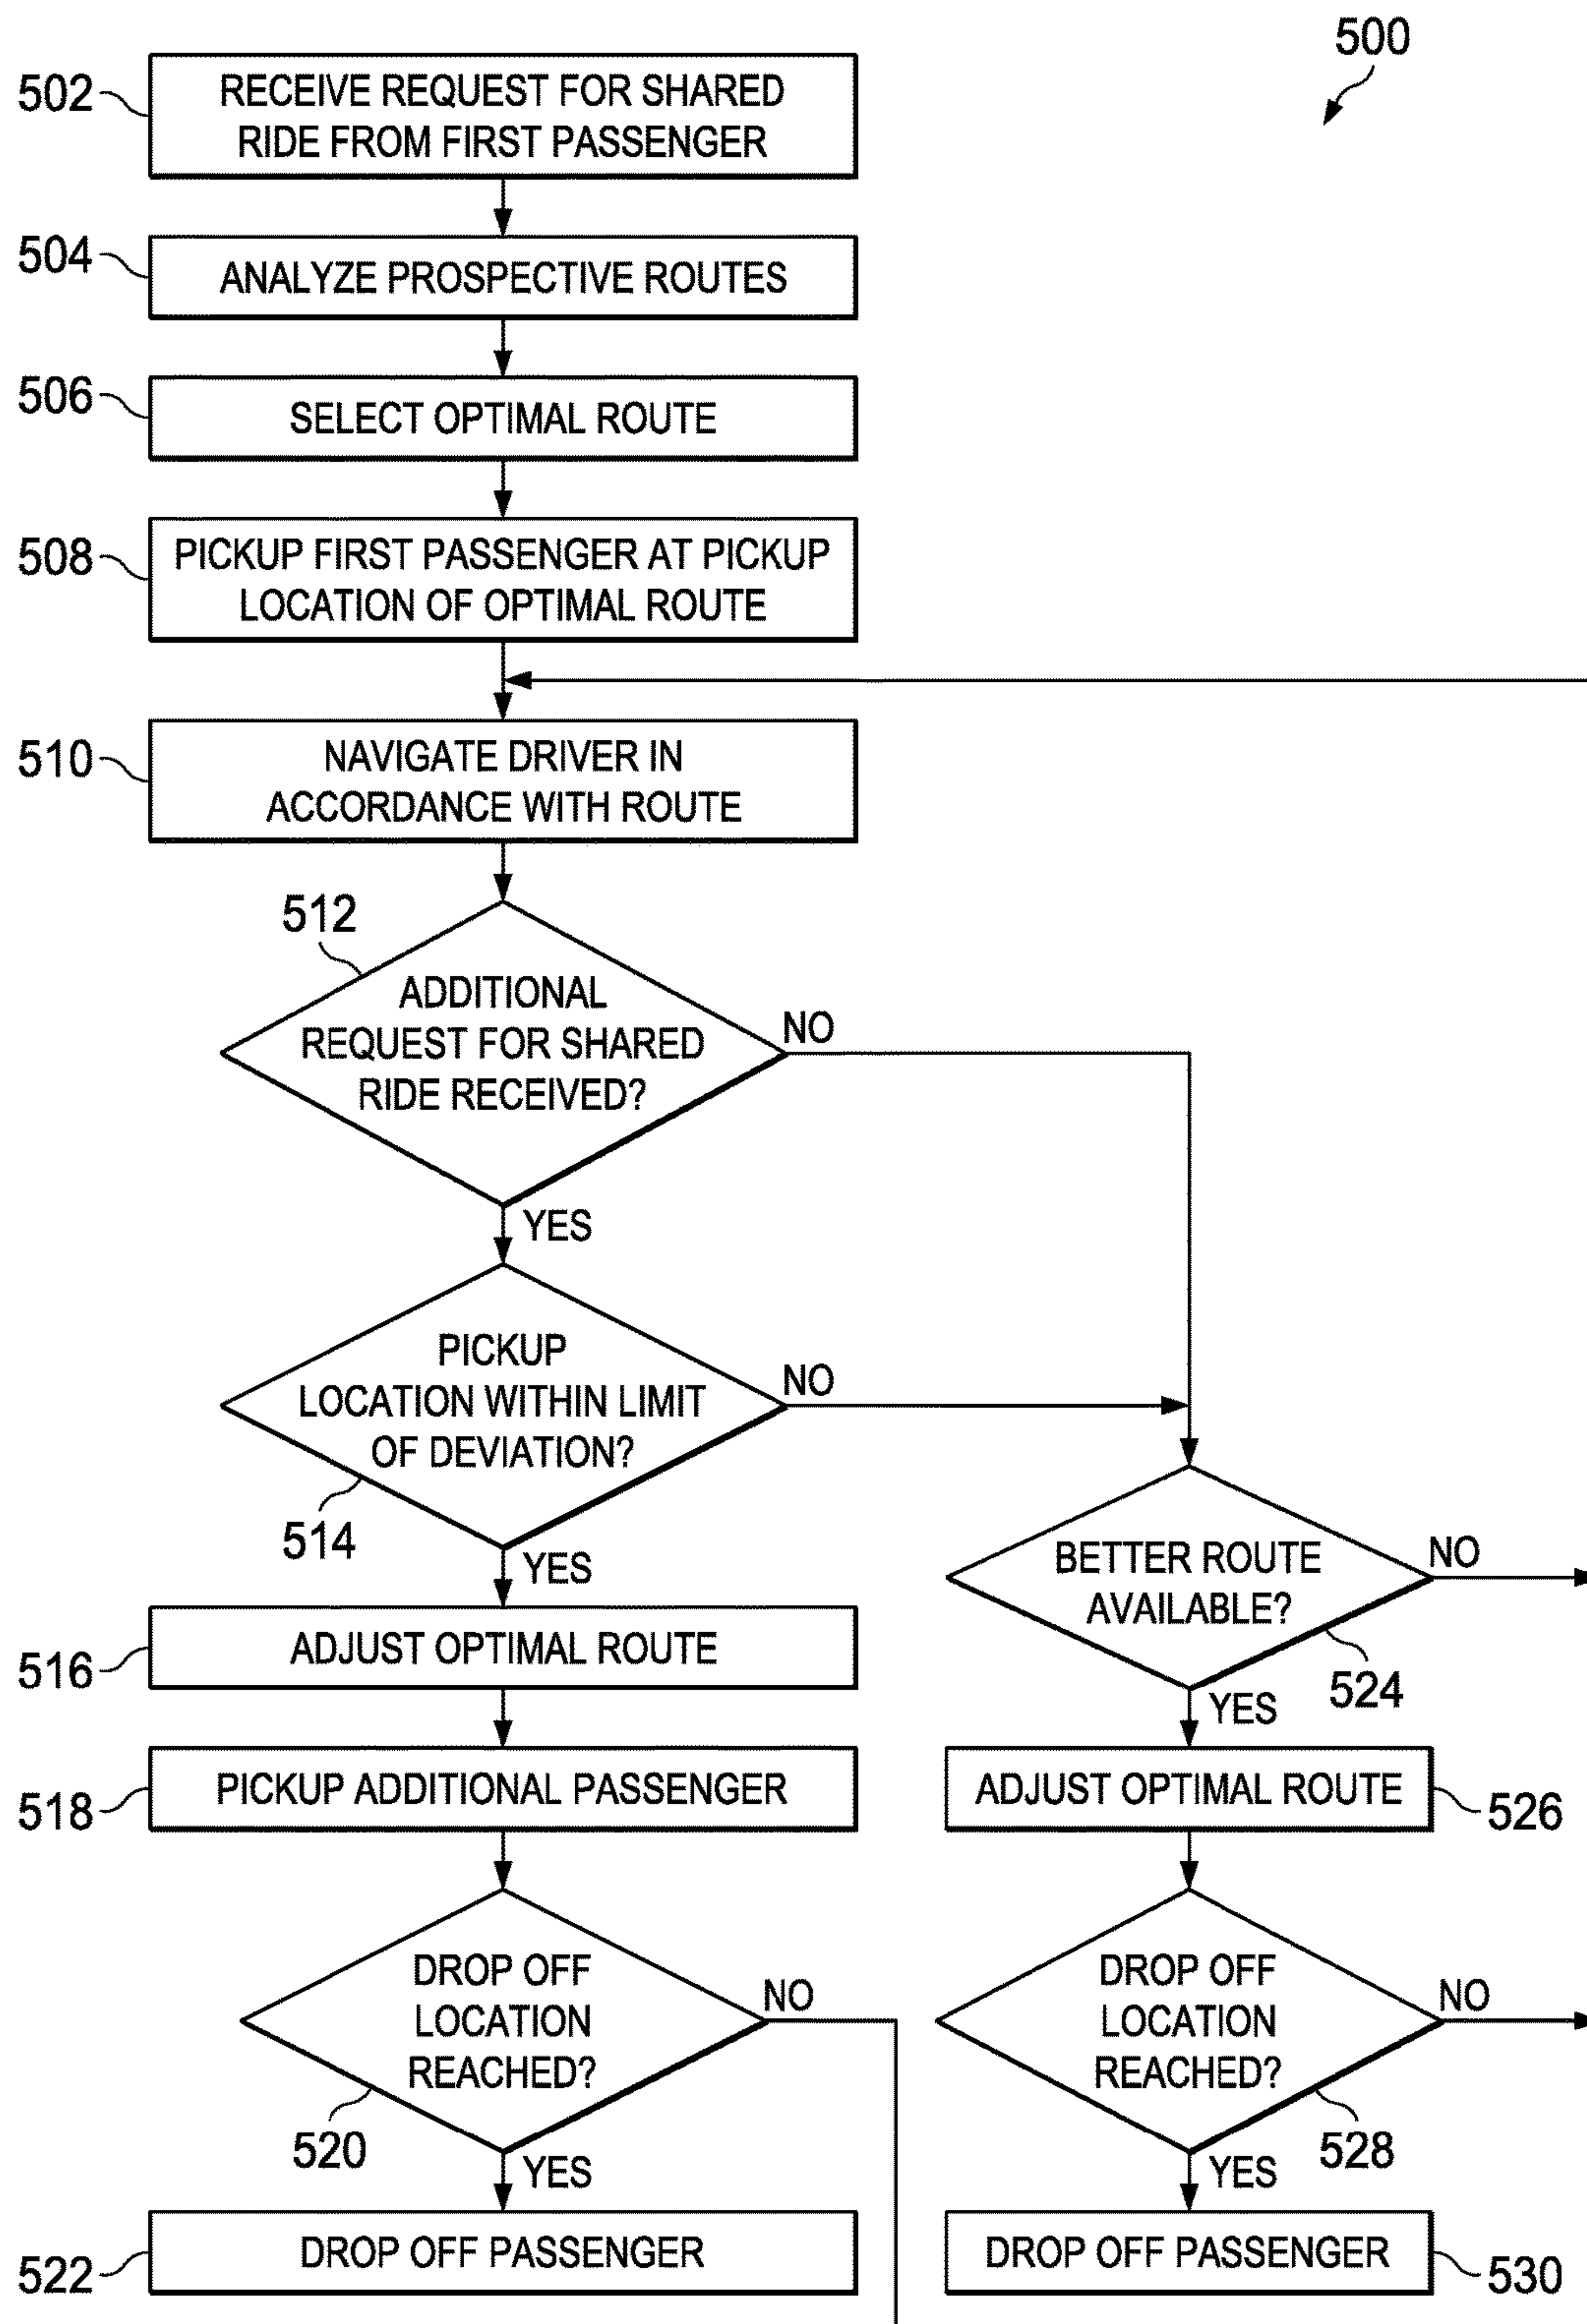 500
502
RECEIVE REQUEST FOR SHARED
RIDE FROM FIRST PASSENGER
504
ANALYZE PROSPECTIVE ROUTES
506
SELECT OPTIMAL ROUTE
508
PICKUP FIRST PASSENGER AT PICKUP
LOCATION OF OPTIMAL ROUTE
510
NAVIGATE DRIVER IN
ACCORDANCE WITH ROUTE
512
ADDITIONAL
REQUEST FOR SHARED
RIDE RECEIVED?
NO
YES
PICKUP
LOCATION WITHIN LIMIT
OF DEVIATION?
NO
514
YES
BETTER ROUTE
AVAILABLE?
NO
524
YES
516
ADJUST OPTIMAL ROUTE
518
PICKUP ADDITIONAL PASSENGER
ADJUST OPTIMAL ROUTE
526
DROP OFF
LOCATION
REACHED?
NO
520
YES
DROP OFF
LOCATION
REACHED?
NO
528
YES
522
DROP OFF PASSENGER
DROP OFF PASSENGER
530